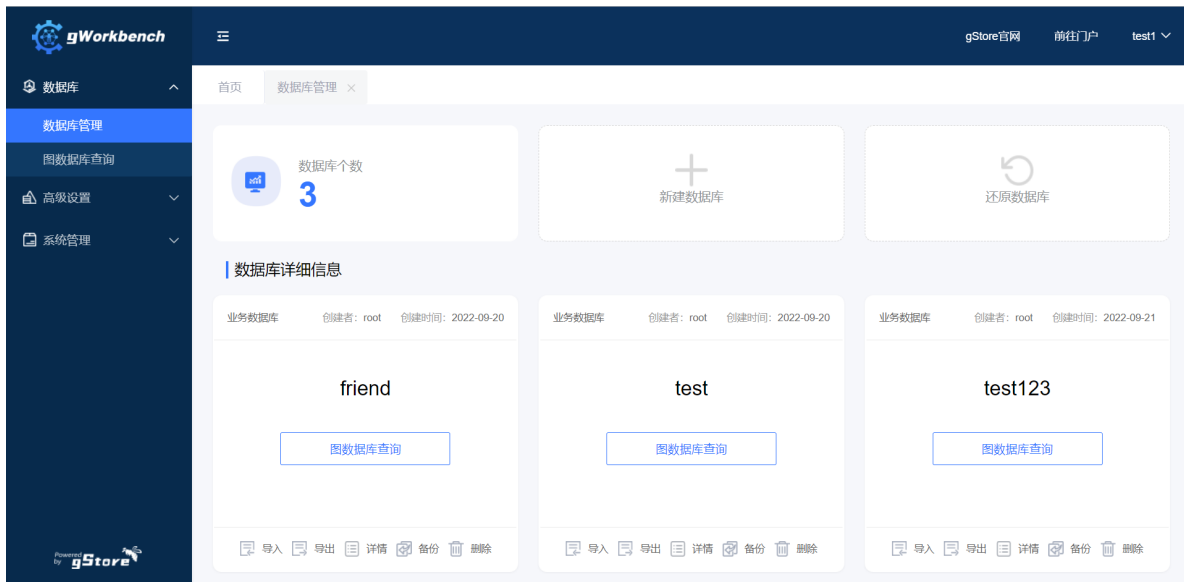 gWorkbench
gStore官网 前往门户 test1
数据库
首页 数据库管理
数据库管理
图数据库查询
高级设置
系统管理
数据库个数
3
新建数据库
还原数据库
数据库详细信息
业务数据库 创建者：root 创建时间：2022-09-20
friend
图数据库查询
导入 导出 详情 备份 删除
业务数据库 创建者：root 创建时间：2022-09-20
test
图数据库查询
导入 导出 详情 备份 删除
业务数据库 创建者：root 创建时间：2022-09-21
test123
图数据库查询
导入 导出 详情 备份 删除
Powered by gStore